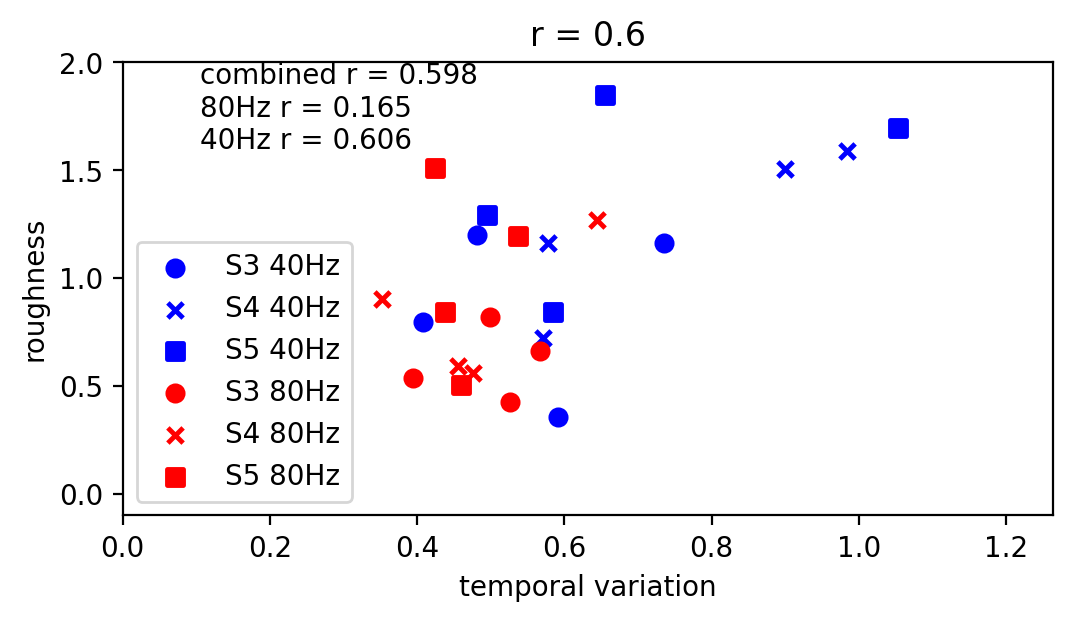 r = 0.6
combined r = 0.598
80Hz r = 0.165
40Hz r = 0.606
2.0
1.5
1.0
0.5
0.0
roughness
S3 40Hz
S4 40Hz
S5 40Hz
S3 80Hz
S4 80Hz
S5 80Hz
0.0 0.2 0.4 0.6 0.8 1.0 1.2
temporal variation